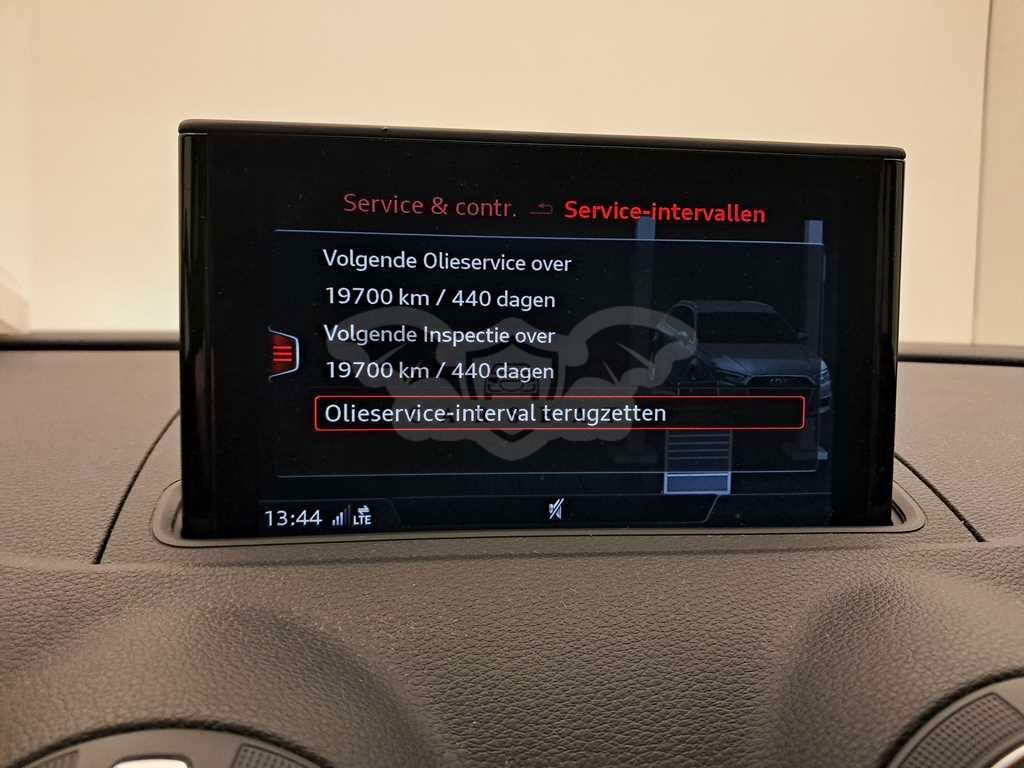 Service & contr. Service-intervallen
Volgende Olieservice over
19700 km / 440 dagen
Volgende Inspectie over
19700 km / 440 dagen
Olieservice-interval terugzetten
13:44 LTE